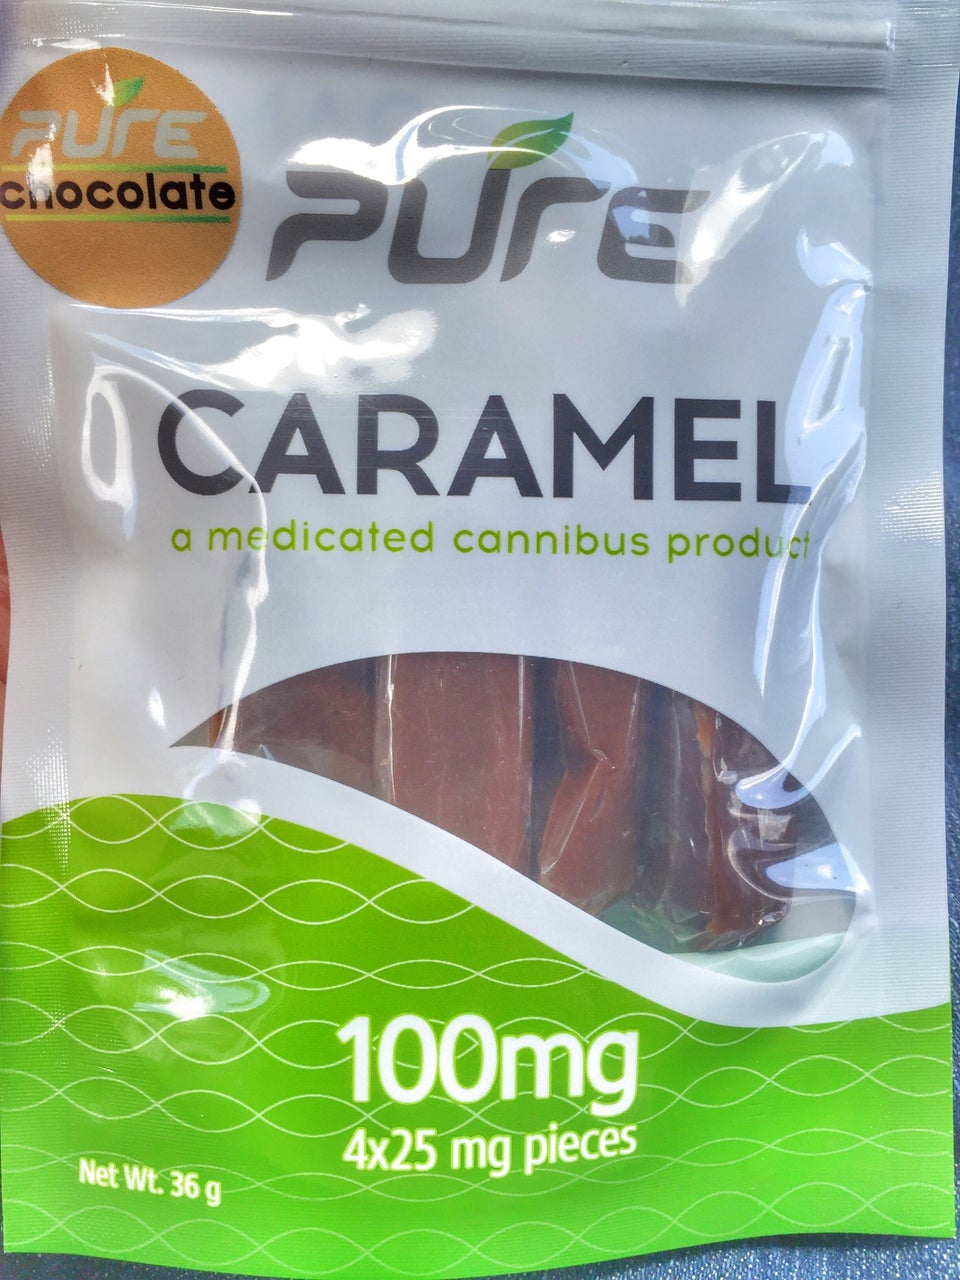 PURE
chocolate
PURE
CARAMEL
a medicated cannibus product
100mg
4x25 mg pieces
Net Wt. 36 g